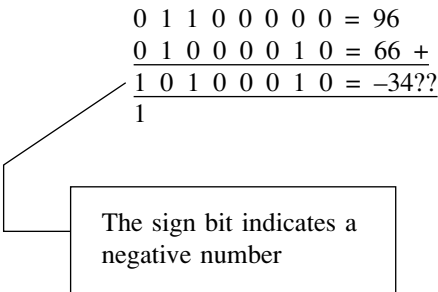 0 1 1 0 0 0 0 0 = 96
0 1 0 0 0 0 1 0 = 66 +
1 0 1 0 0 0 1 0 = –34??
1
The sign bit indicates a
negative number